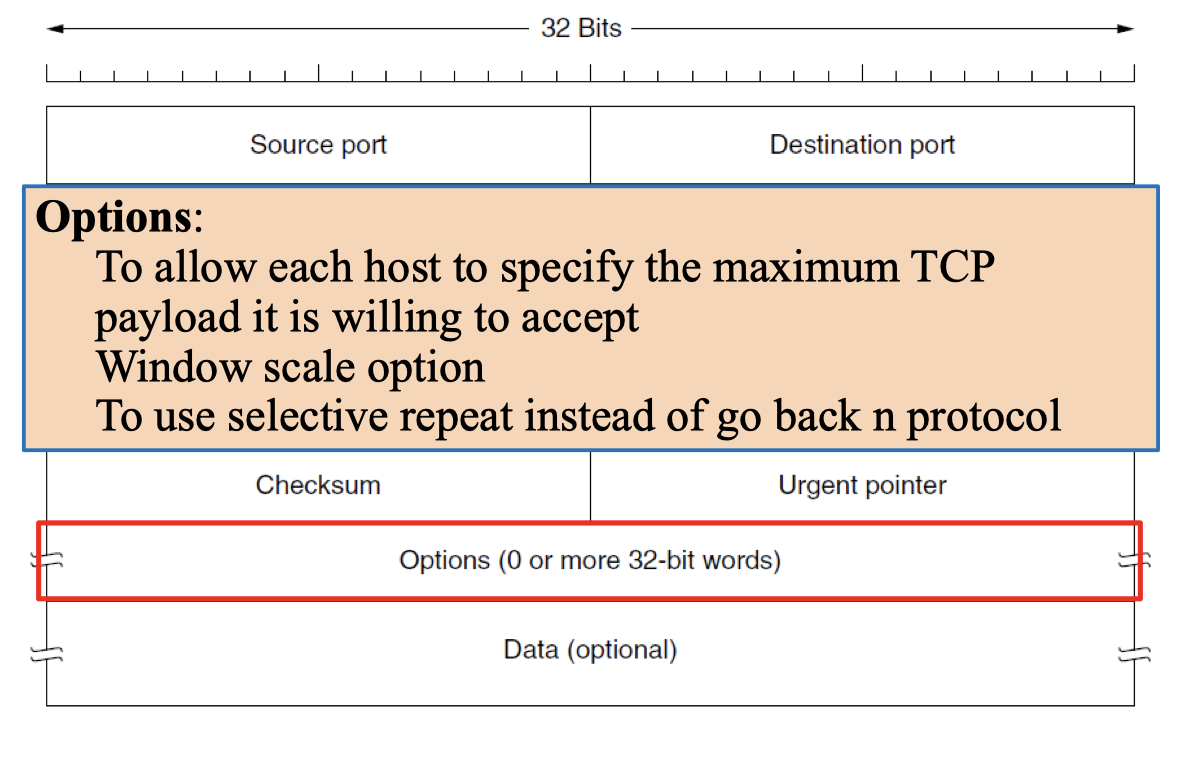 32 Bits
Source port
Destination port
Options:
To allow each host to specify the maximum TCP
payload it is willing to accept
Window scale option
To use selective repeat instead of go back n protocol
Checksum
Urgent pointer
Options (0 or more 32-bit words)
Data (optional)